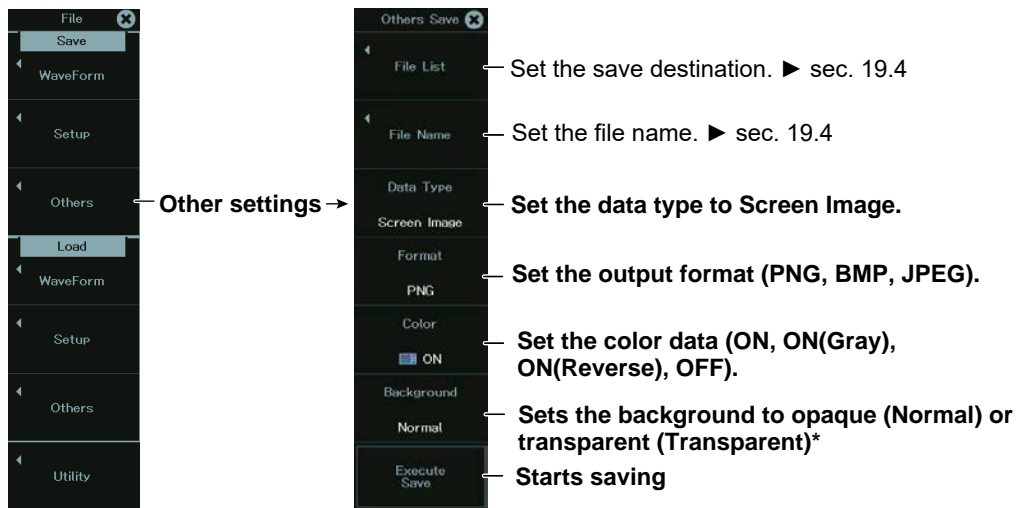 File
Save
WaveForm
Setup
Others
Load
WaveForm
Setup
Others
Utility
Other settings →
Others Save
File List
File Name
Data Type
Screen Image
Format
PNG
Color
ON
Background
Normal
Execute
Save
Set the save destination. ► sec. 19.4
Set the file name. ► sec. 19.4
Set the data type to Screen Image.
Set the output format (PNG, BMP, JPEG).
Set the color data (ON, ON(Gray),
ON(Reverse), OFF).
Sets the background to opaque (Normal) or
transparent (Transparent)*
Starts saving